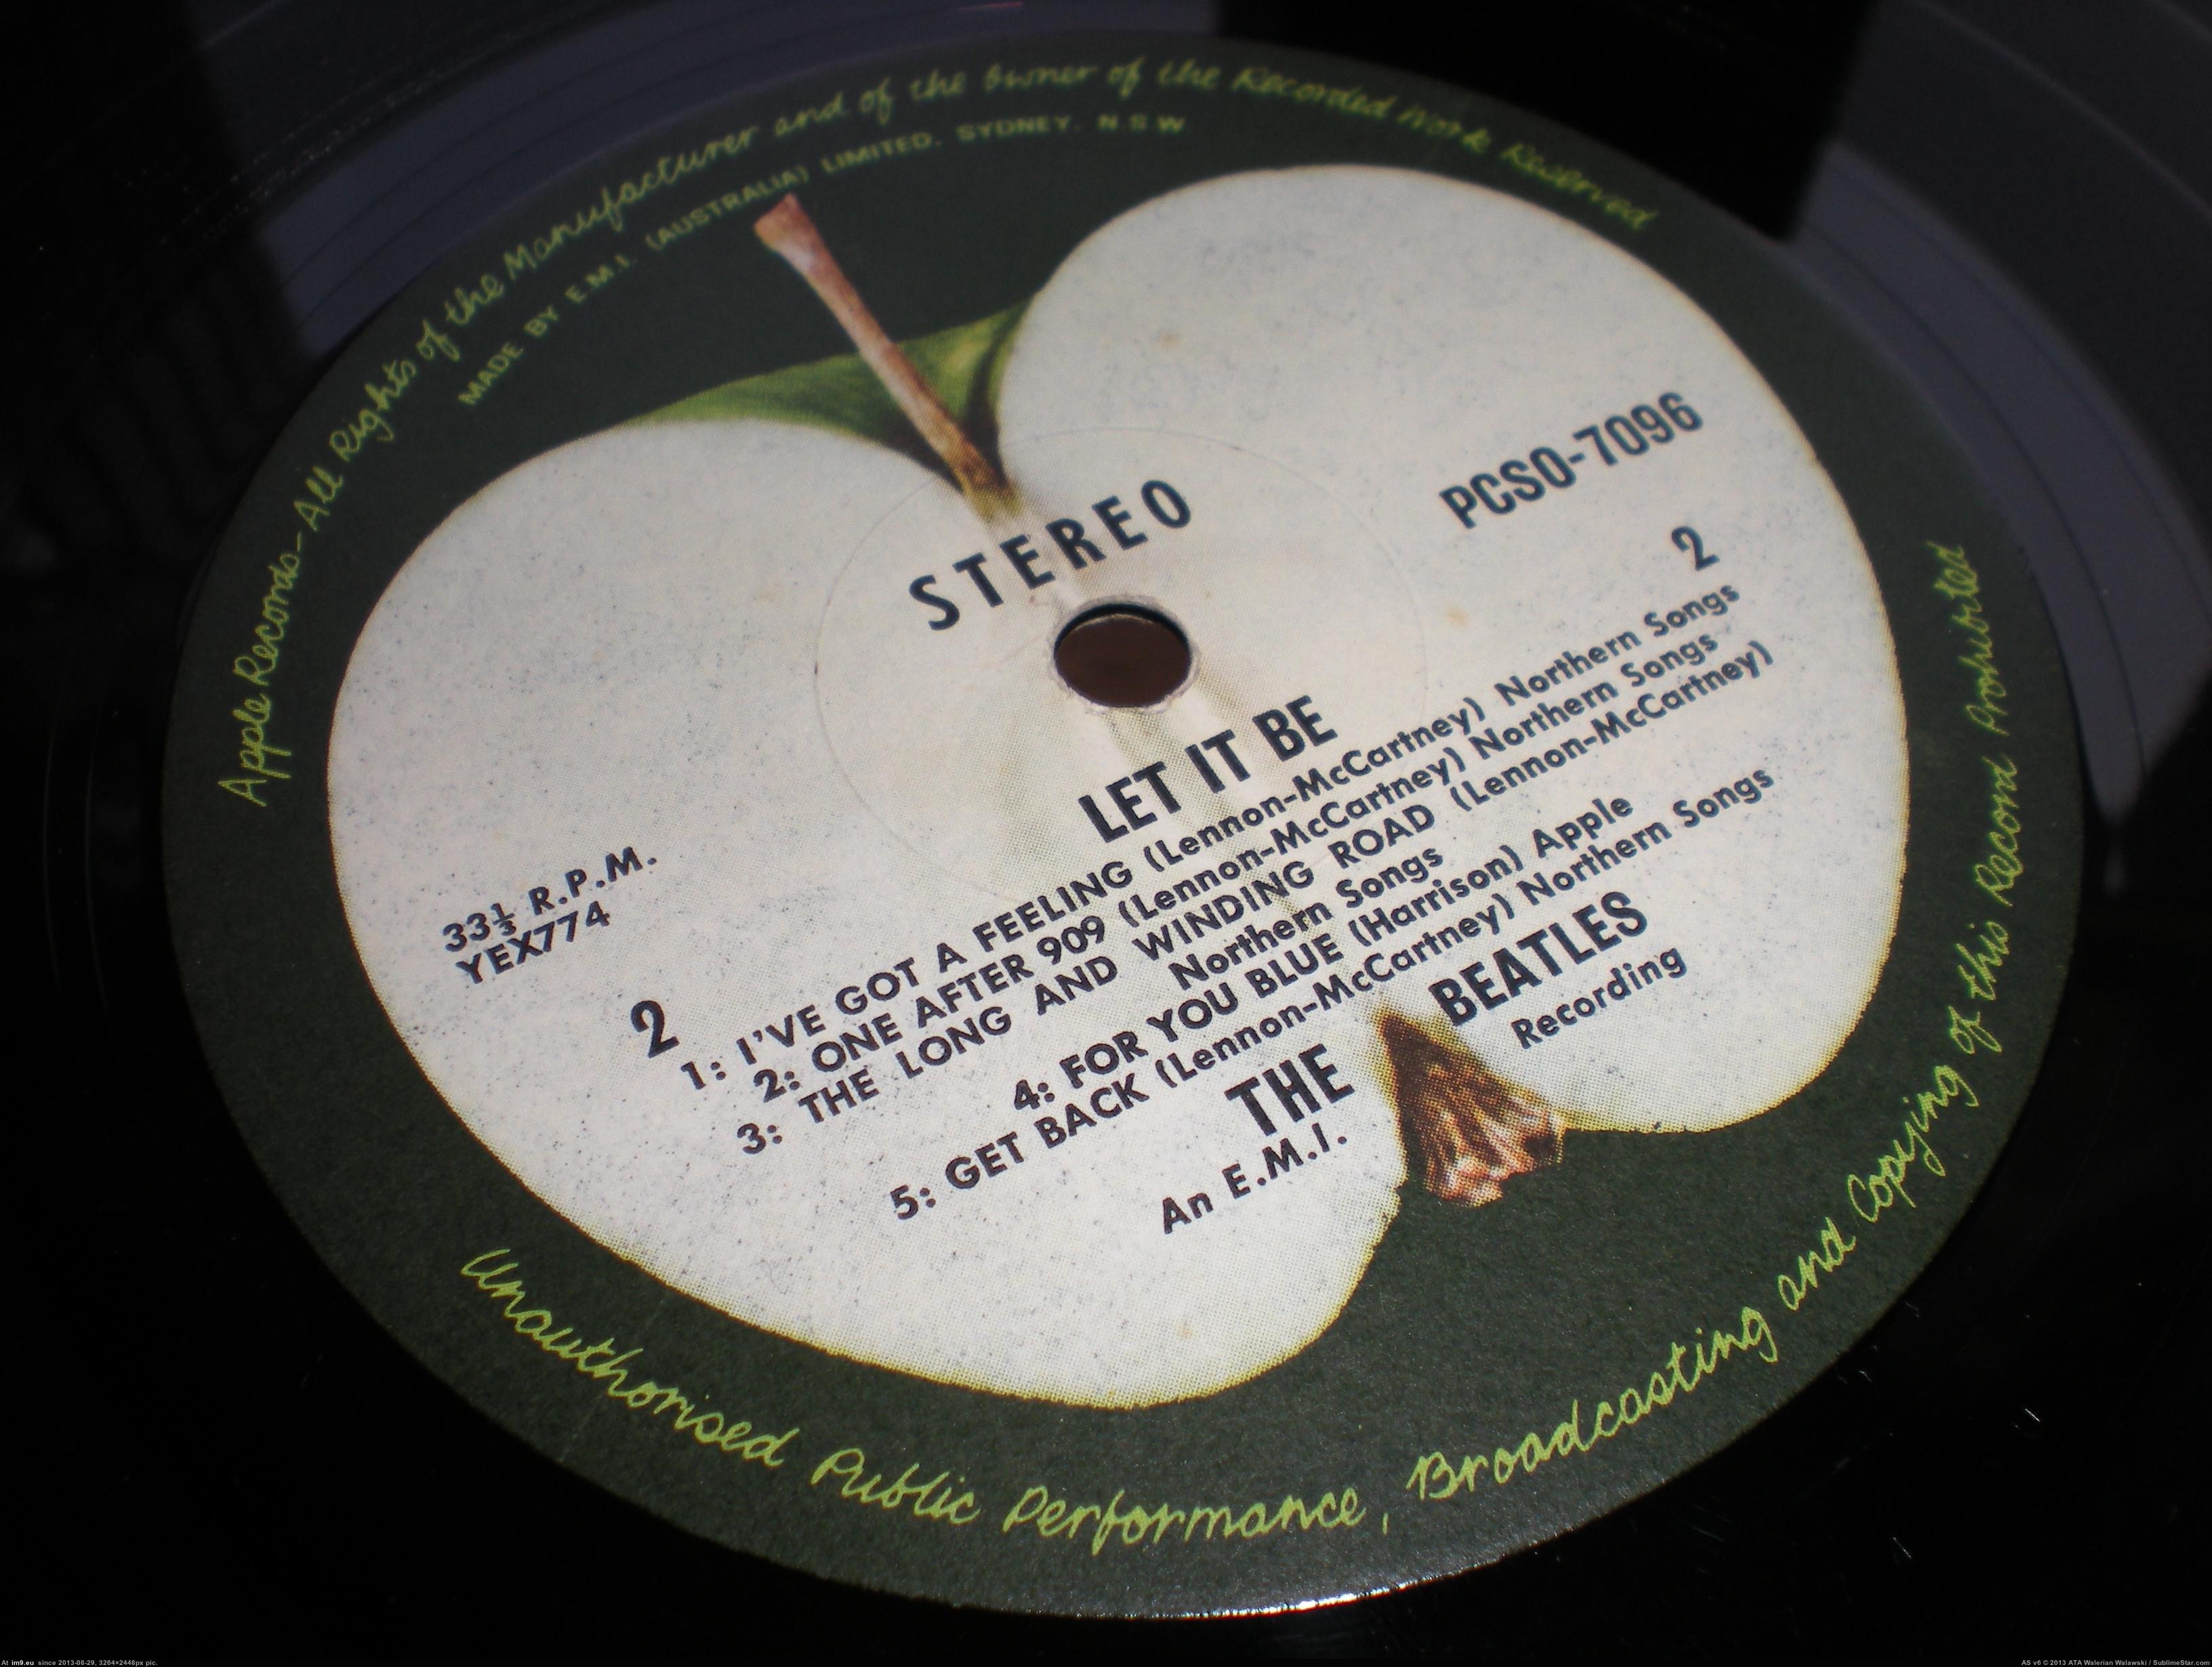 Apple Records-All Rights of the Manufacturer and of the Owner of the Recorded Work Reserved
MADE BY E.M.I. (AUSTRALIA) LIMITED. SYDNEY. N.S.W.
STEREO
PCSO-7096
2
33⅓ R.P.M.
YEX774
2
LET IT BE
1: I'VE GOT A FEELING (Lennon-McCartney) Northern Songs
2: ONE AFTER 909 (Lennon-McCartney) Northern Songs
3: THE LONG AND WINDING ROAD (Lennon-McCartney)
Northern Songs
4: FOR YOU BLUE (Harrison) Apple
5: GET BACK (Lennon-McCartney) Northern Songs
THE BEATLES
An E.M.I. Recording
Unauthorised Public Performance, Broadcasting and Copying of this Record Prohibited
At im9.eu since 2013-08-29, 3264×2448px pic.
AS v6 © 2013 ATA Walerian Walawski / SublimeStar.com